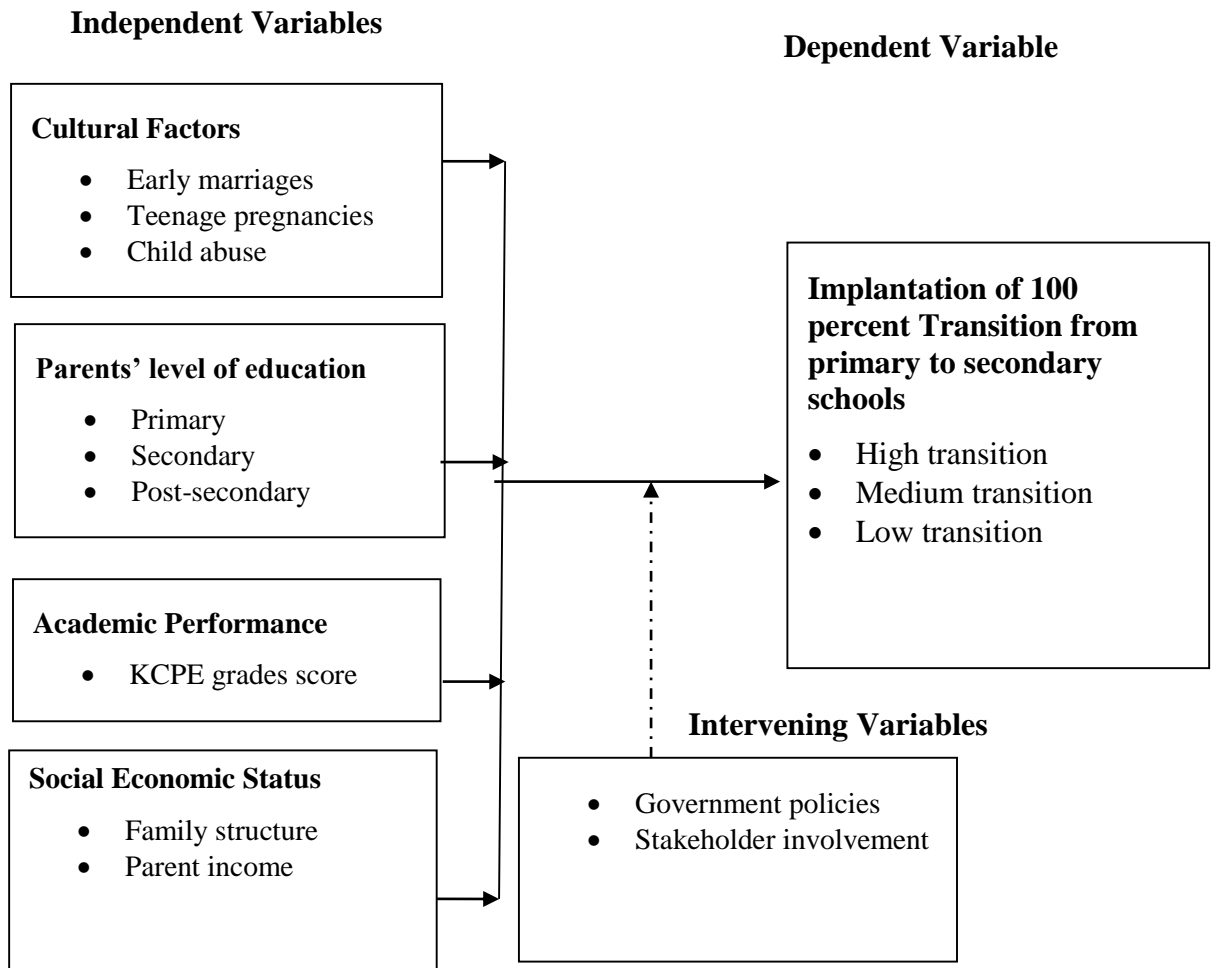 Independent Variables
Dependent Variable
Cultural Factors
• Early marriages
• Teenage pregnancies
• Child abuse
Parents’ level of education
• Primary
• Secondary
• Post-secondary
Academic Performance
• KCPE grades score
Social Economic Status
• Family structure
• Parent income
Implantation of 100
percent Transition from
primary to secondary
schools
• High transition
• Medium transition
• Low transition
Intervening Variables
• Government policies
• Stakeholder involvement